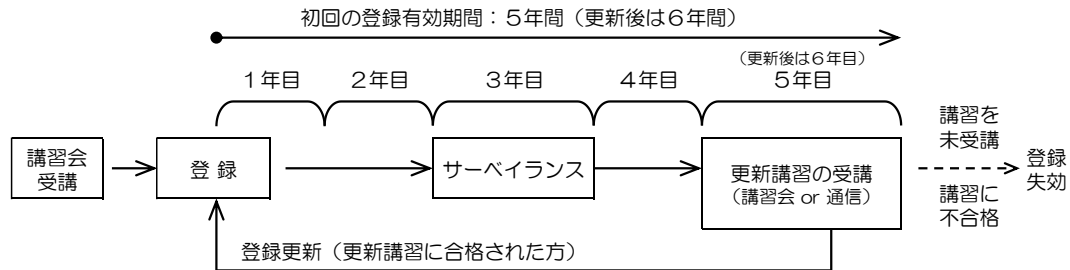 初回の登録有効期間：５年間（更新後は６年間）
（更新後は６年目）
１年目
２年目
３年目
４年目
５年目
講習会
受講
登 録
サーベイランス
更新講習の受講
（講習会 or 通信）
講習を
未受講
講習に
不合格
登録
失効
登録更新（更新講習に合格された方）